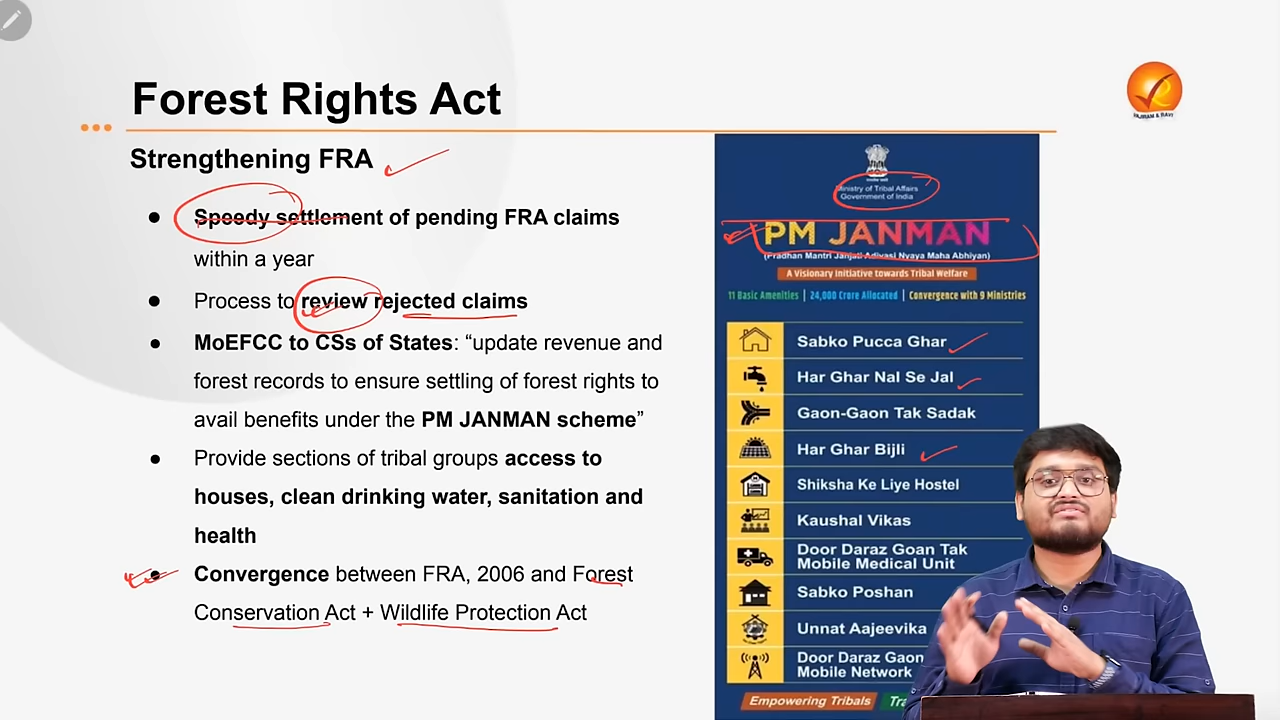 Forest Rights Act
VAJIRAM & RAVI
Strengthening FRA
Speedy settlement of pending FRA claims
within a year
Process to review rejected claims
MoEFCC to CSs of States: “update revenue and
forest records to ensure settling of forest rights to
avail benefits under the PM JANMAN scheme”
Provide sections of tribal groups access to
houses, clean drinking water, sanitation and
health
Convergence between FRA, 2006 and Forest
Conservation Act + Wildlife Protection Act
Ministry of Tribal Affairs
Government of India
PM JANMAN
(Pradhan Mantri Janjati Adivasi Nyaya Maha Abhiyan)
A Visionary Initiative towards Tribal Welfare
11 Basic Amenities | 24,000 Crore Allocated | Convergence with 9 Ministries
Sabko Pucca Ghar
Har Ghar Nal Se Jal
Gaon-Gaon Tak Sadak
Har Ghar Bijli
Shiksha Ke Liye Hostel
Kaushal Vikas
Door Daraz Goan Tak
Mobile Medical Unit
Sabko Poshan
Unnat Aajeevika
Door Daraz Gaon
Mobile Network
Empowering Tribals